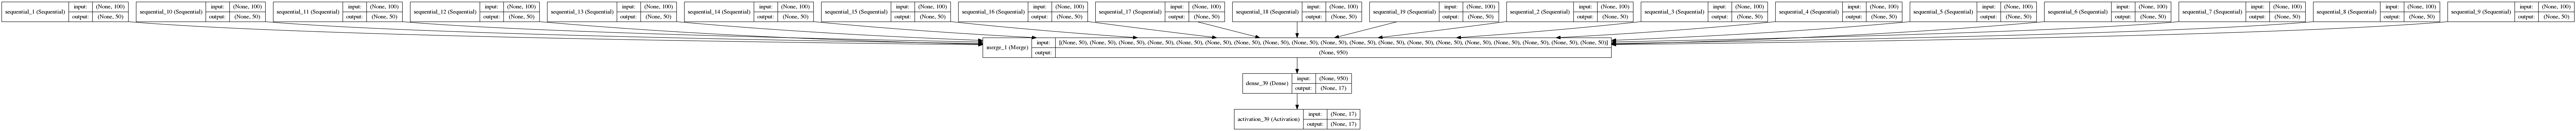 sequential_1 (Sequential)
input: (None, 100)
output: (None, 50)
sequential_10 (Sequential)
input: (None, 100)
output: (None, 50)
sequential_11 (Sequential)
input: (None, 100)
output: (None, 50)
sequential_12 (Sequential)
input: (None, 100)
output: (None, 50)
sequential_13 (Sequential)
input: (None, 100)
output: (None, 50)
sequential_14 (Sequential)
input: (None, 100)
output: (None, 50)
sequential_15 (Sequential)
input: (None, 100)
output: (None, 50)
sequential_16 (Sequential)
input: (None, 100)
output: (None, 50)
sequential_17 (Sequential)
input: (None, 100)
output: (None, 50)
sequential_18 (Sequential)
input: (None, 100)
output: (None, 50)
sequential_19 (Sequential)
input: (None, 100)
output: (None, 50)
sequential_2 (Sequential)
input: (None, 100)
output: (None, 50)
sequential_3 (Sequential)
input: (None, 100)
output: (None, 50)
sequential_4 (Sequential)
input: (None, 100)
output: (None, 50)
sequential_5 (Sequential)
input: (None, 100)
output: (None, 50)
sequential_6 (Sequential)
input: (None, 100)
output: (None, 50)
sequential_7 (Sequential)
input: (None, 100)
output: (None, 50)
sequential_8 (Sequential)
input: (None, 100)
output: (None, 50)
sequential_9 (Sequential)
input: (None, 100)
output: (None, 50)
merge_1 (Merge)
input: [(None, 50), (None, 50), (None, 50), (None, 50), (None, 50), (None, 50), (None, 50), (None, 50), (None, 50), (None, 50), (None, 50), (None, 50), (None, 50), (None, 50), (None, 50), (None, 50), (None, 50), (None, 50), (None, 50)]
output: (None, 950)
dense_39 (Dense)
input: (None, 950)
output: (None, 17)
activation_39 (Activation)
input: (None, 17)
output: (None, 17)